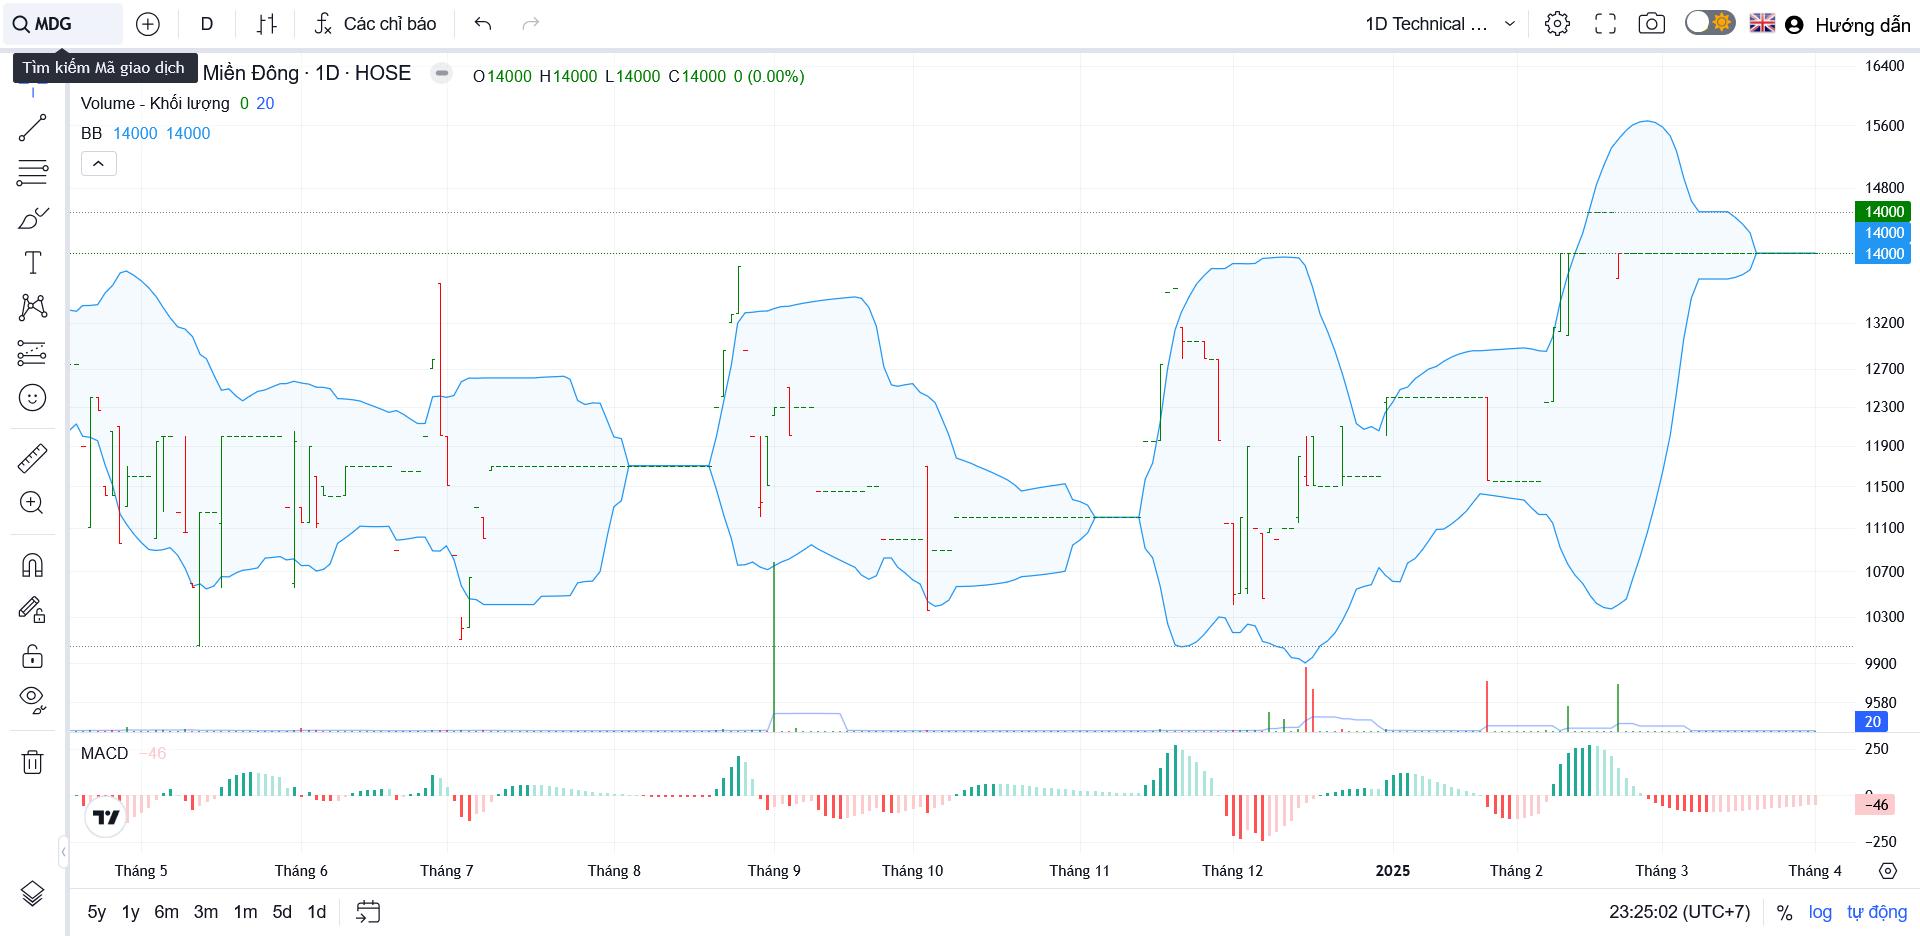 MDG
D
Các chỉ báo
1D Technical ...
Hướng dẫn
Tìm kiếm Mã giao dịch
Miền Đông · 1D · HOSE
O14000 H14000 L14000 C14000 0 (0.00%)
Volume - Khối lượng 0 20
BB 14000 14000
16400
15600
14800
14000
14000
14000
13200
12700
12300
11900
11500
11100
10700
10300
9900
9580
20
MACD −46
250
0
−46
−250
Tháng 5 Tháng 6 Tháng 7 Tháng 8 Tháng 9 Tháng 10 Tháng 11 Tháng 12 2025 Tháng 2 Tháng 3 Tháng 4
5y 1y 6m 3m 1m 5d 1d
23:25:02 (UTC+7) % log tự động